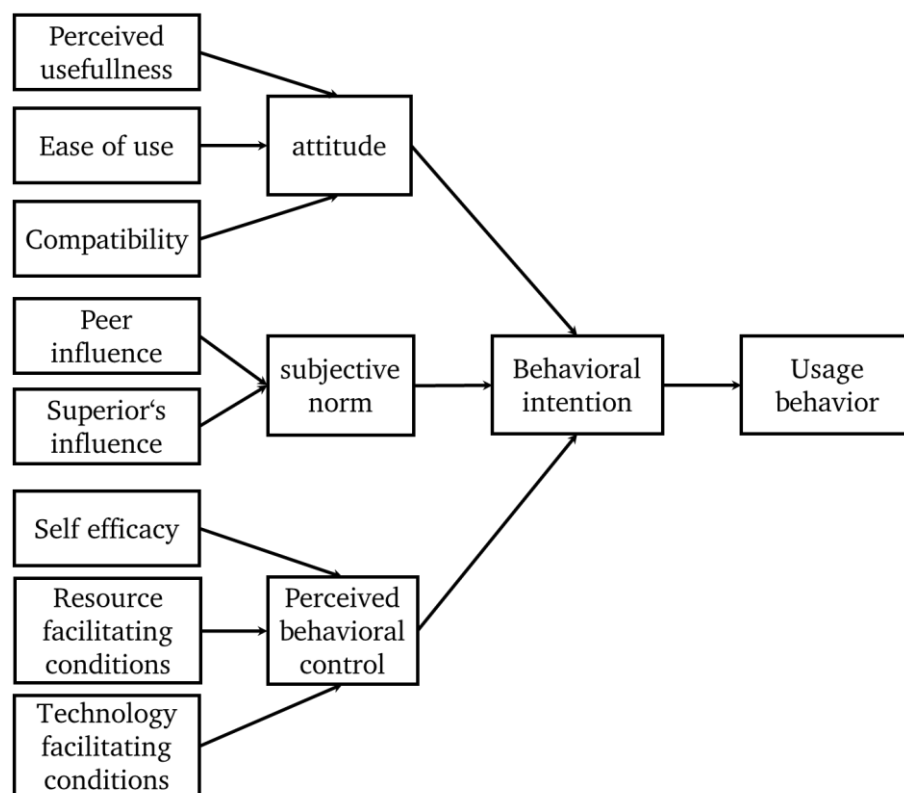 Perceived
usefullness
Ease of use
attitude
Compatibility
Peer
influence
subjective
norm
Superior‘s
influence
Behavioral
intention
Usage
behavior
Self efficacy
Resource
facilitating
conditions
Perceived
behavioral
control
Technology
facilitating
conditions